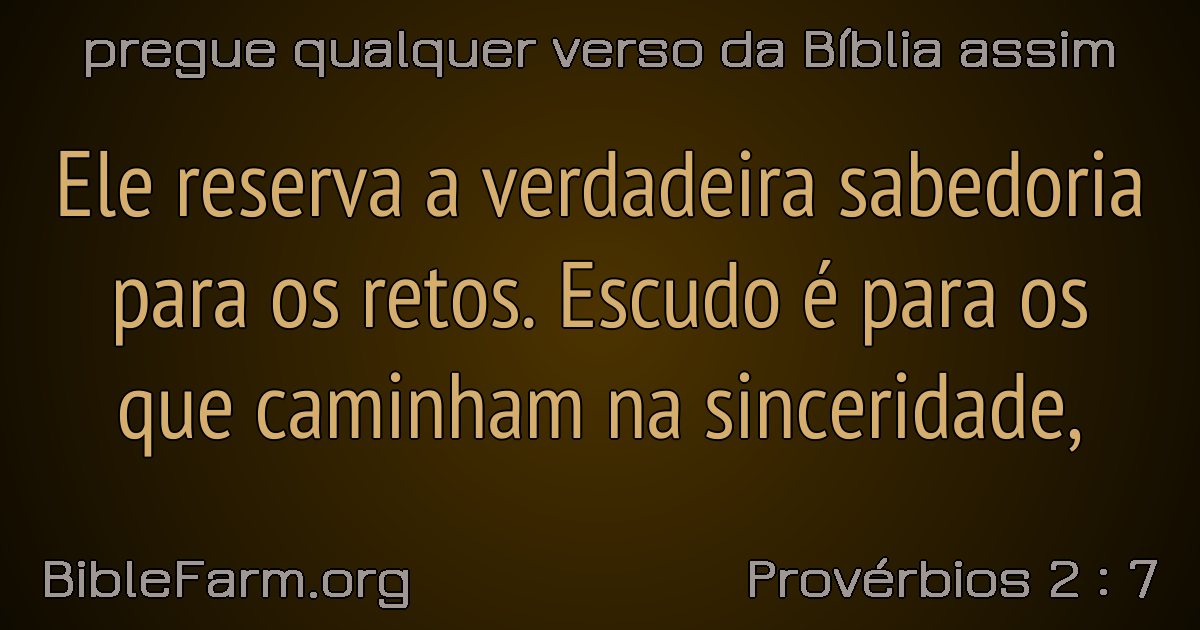 pregue qualquer verso da Bíblia assim
Ele reserva a verdadeira sabedoria
para os retos. Escudo é para os
que caminham na sinceridade,
BibleFarm.org
Provérbios 2 : 7